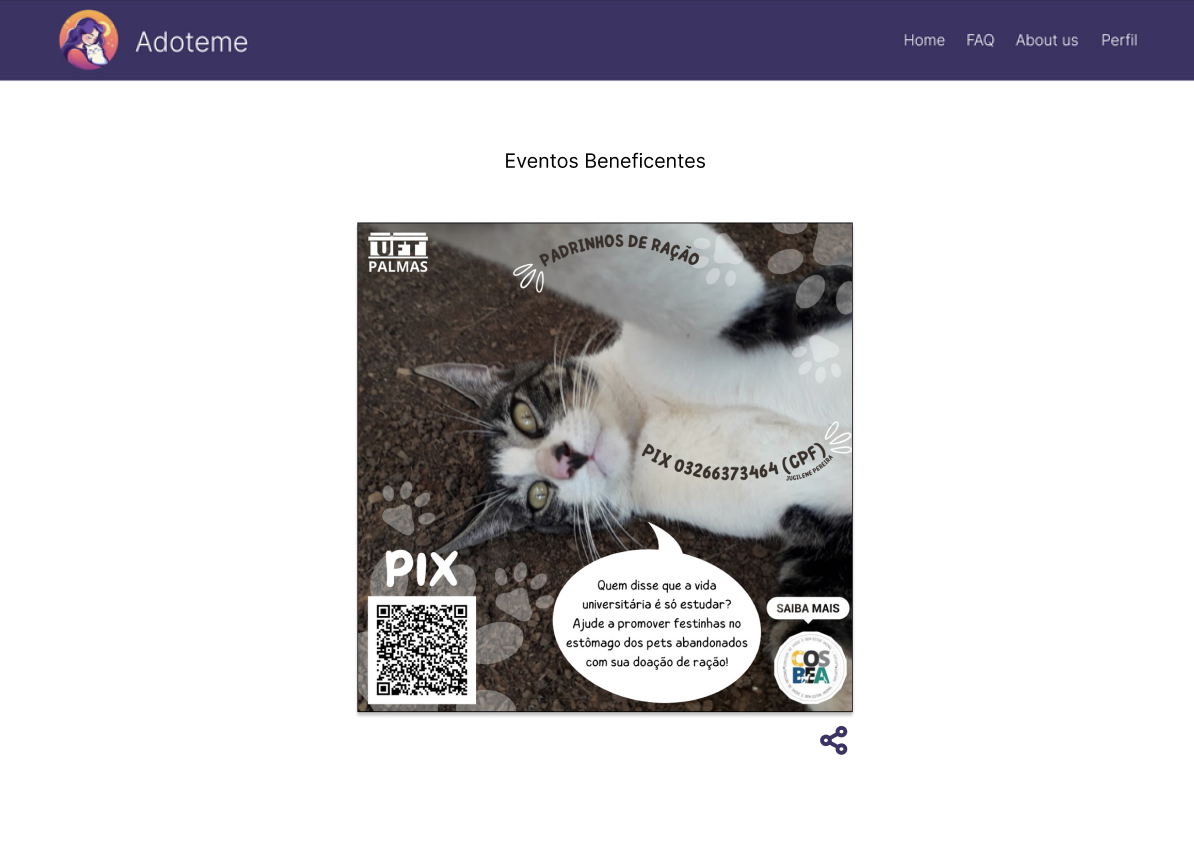 Adoteme
Home
FAQ
About us
Perfil
Eventos Beneficentes
UFT
PALMAS
PADRINHOS DE RAÇÃO
PIX 03266373464 (CPF)
JUCILENE PEREIRA
PIX
Quem disse que a vida
universitária é só estudar?
Ajude a promover festinhas no
estômago dos pets abandonados
com sua doação de ração!
SAIBA MAIS
COS
BEA